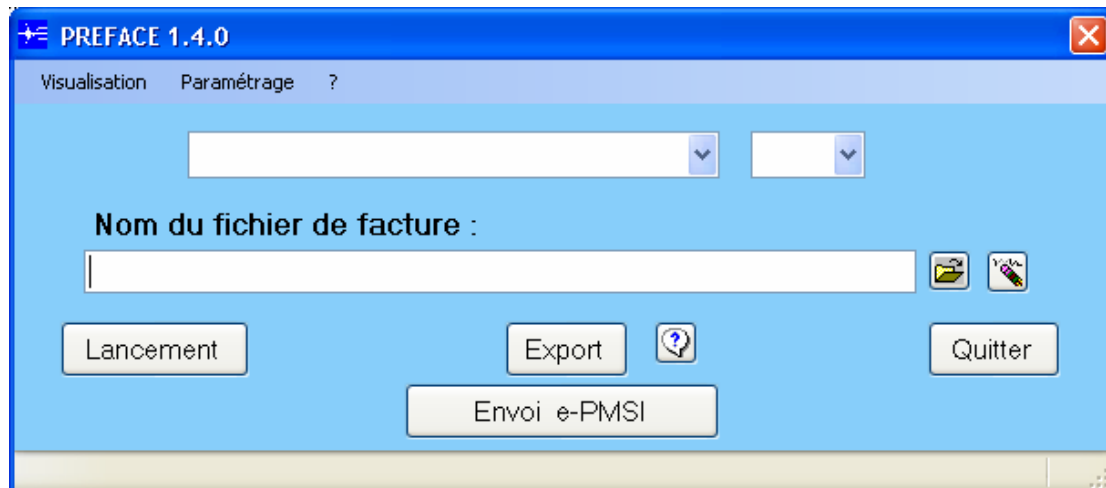 PREFACE 1.4.0
Visualisation Paramétrage ?
Nom du fichier de facture :
Lancement Export ? Quitter
Envoi e-PMSI